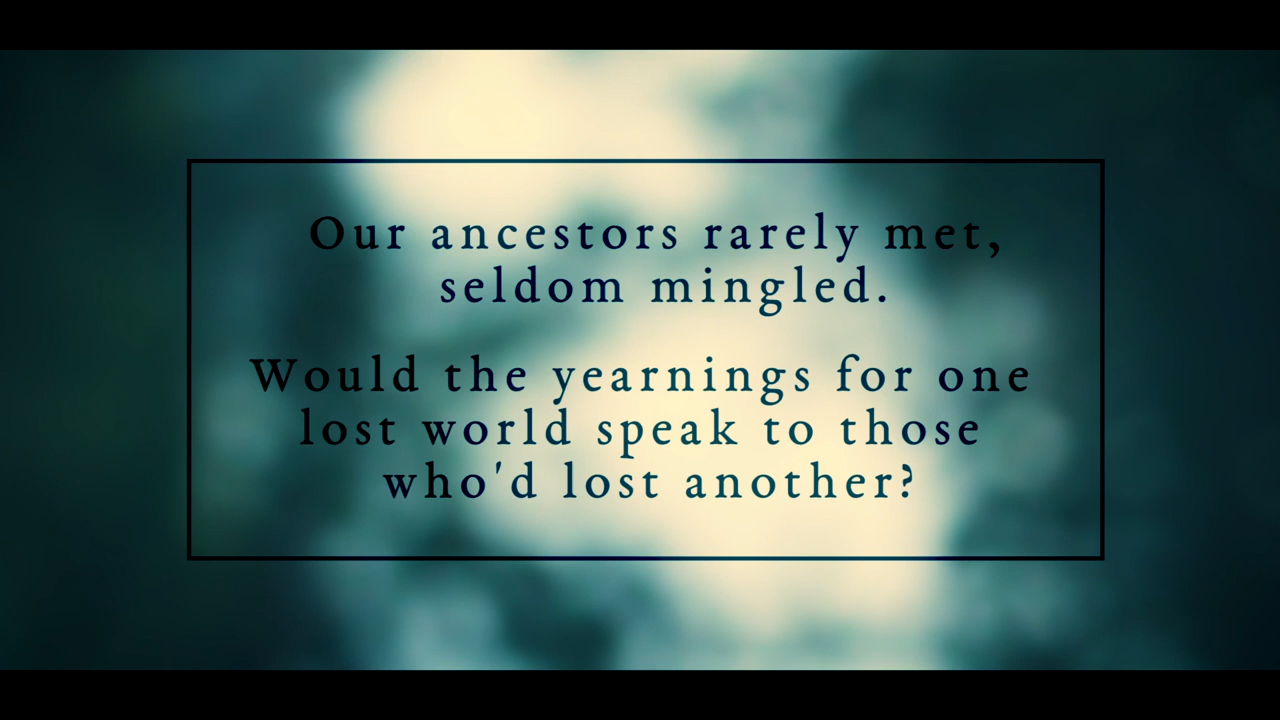 Our ancestors rarely met,
seldom mingled.
Would the yearnings for one
lost world speak to those
who'd lost another?